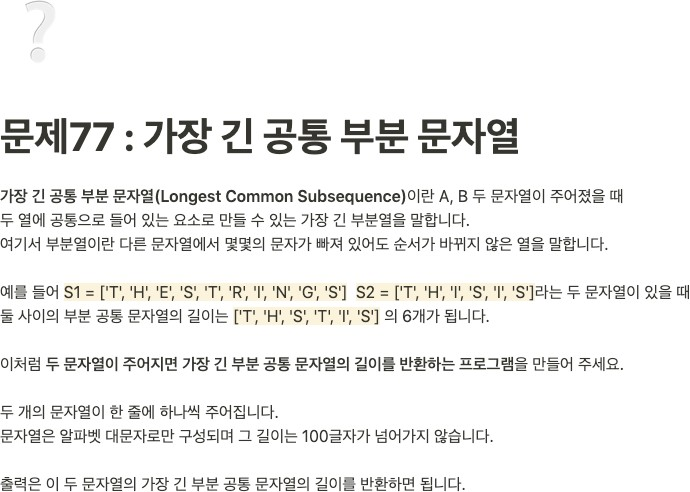 ❔
문제77 : 가장 긴 공통 부분 문자열
가장 긴 공통 부분 문자열(Longest Common Subsequence)이란 A, B 두 문자열이 주어졌을 때
두 열에 공통으로 들어 있는 요소로 만들 수 있는 가장 긴 부분열을 말합니다.
여기서 부분열이란 다른 문자열에서 몇몇의 문자가 빠져 있어도 순서가 바뀌지 않은 열을 말합니다.
예를 들어 S1 = ['T', 'H', 'E', 'S', 'T', 'R', 'I', 'N', 'G', 'S'] S2 = ['T', 'H', 'I', 'S', 'I', 'S']라는 두 문자열이 있을 때
둘 사이의 부분 공통 문자열의 길이는 ['T', 'H', 'S', 'T', 'I', 'S'] 의 6개가 됩니다.
이처럼 두 문자열이 주어지면 가장 긴 부분 공통 문자열의 길이를 반환하는 프로그램을 만들어 주세요.
두 개의 문자열이 한 줄에 하나씩 주어집니다.
문자열은 알파벳 대문자로만 구성되며 그 길이는 100글자가 넘어가지 않습니다.
출력은 이 두 문자열의 가장 긴 부분 공통 문자열의 길이를 반환하면 됩니다.